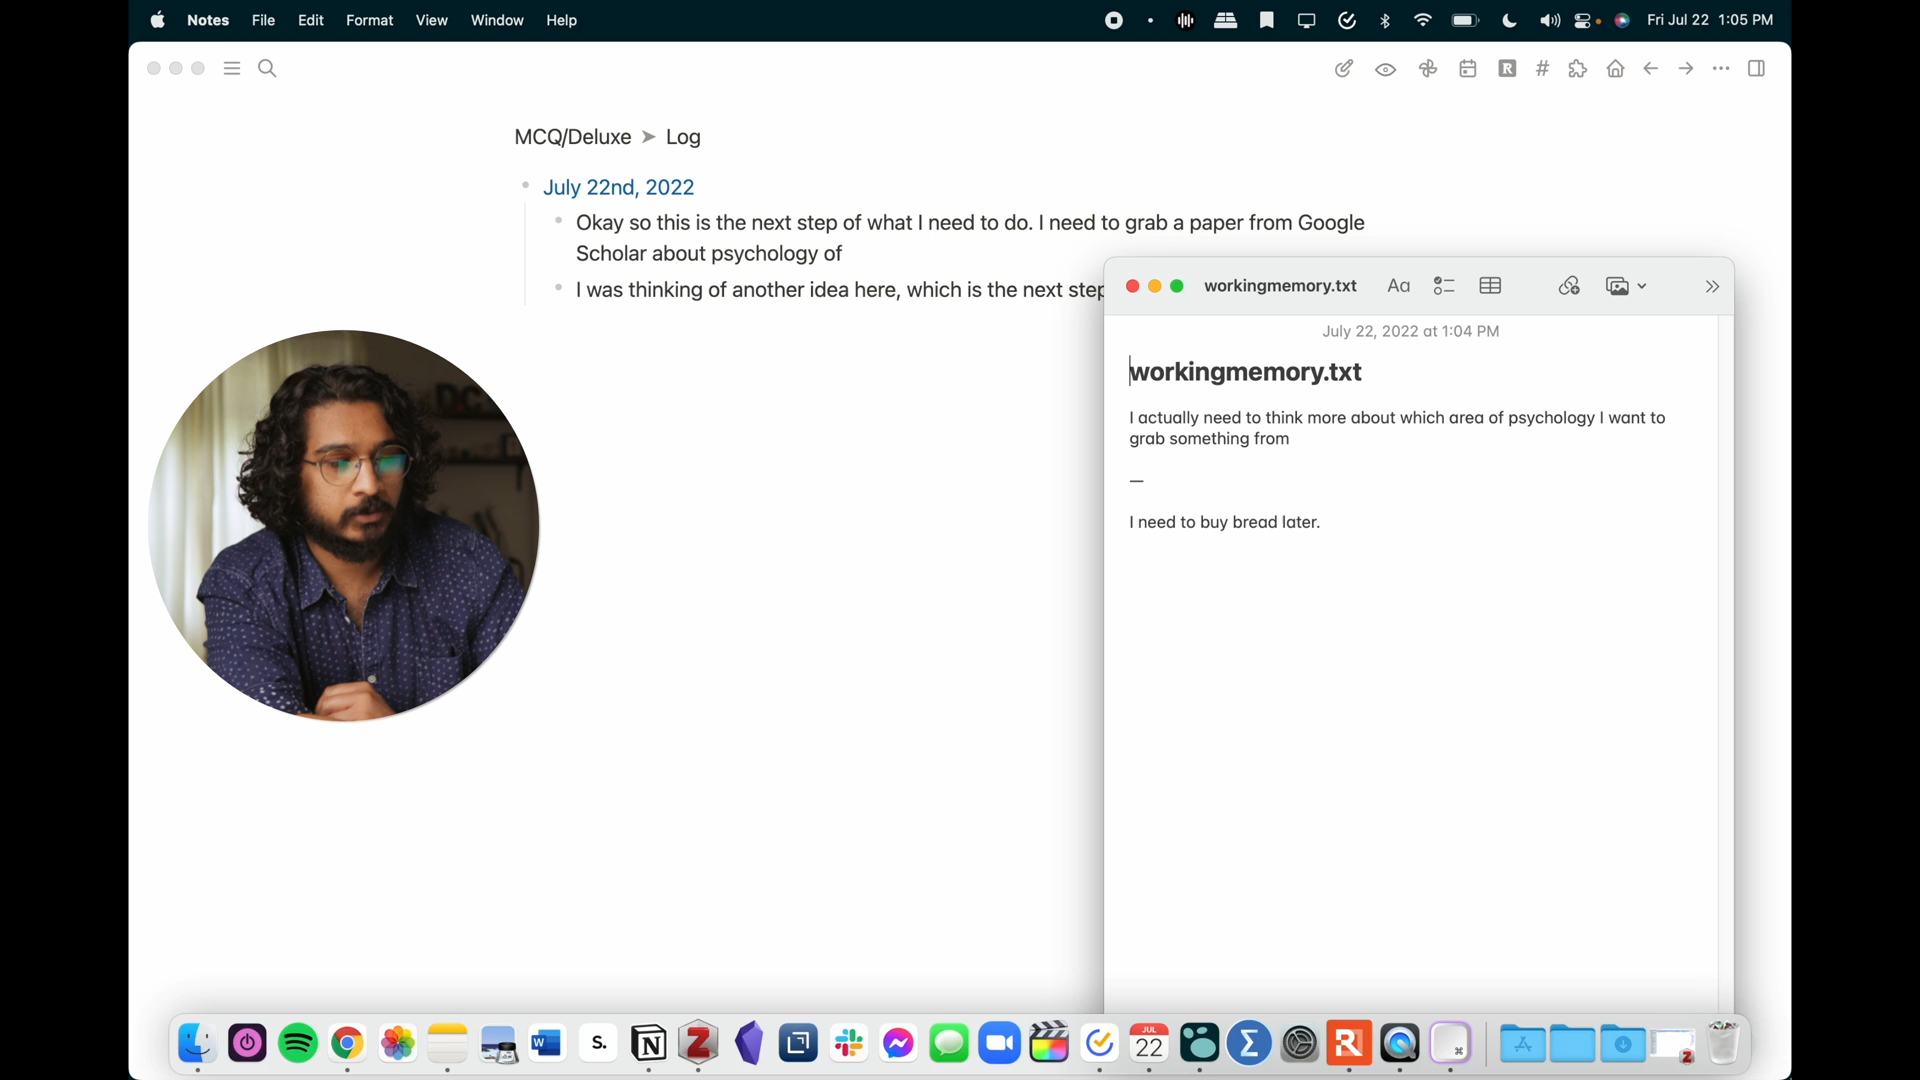 Notes File Edit Format View Window Help
Fri Jul 22 1:05 PM
MCQ/Deluxe ➤ Log
July 22nd, 2022
Okay so this is the next step of what I need to do. I need to grab a paper from Google
Scholar about psychology of
I was thinking of another idea here, which is the next step
workingmemory.txt Aa
July 22, 2022 at 1:04 PM
workingmemory.txt
I actually need to think more about which area of psychology I want to
grab something from
—
I need to buy bread later.
JUL
22